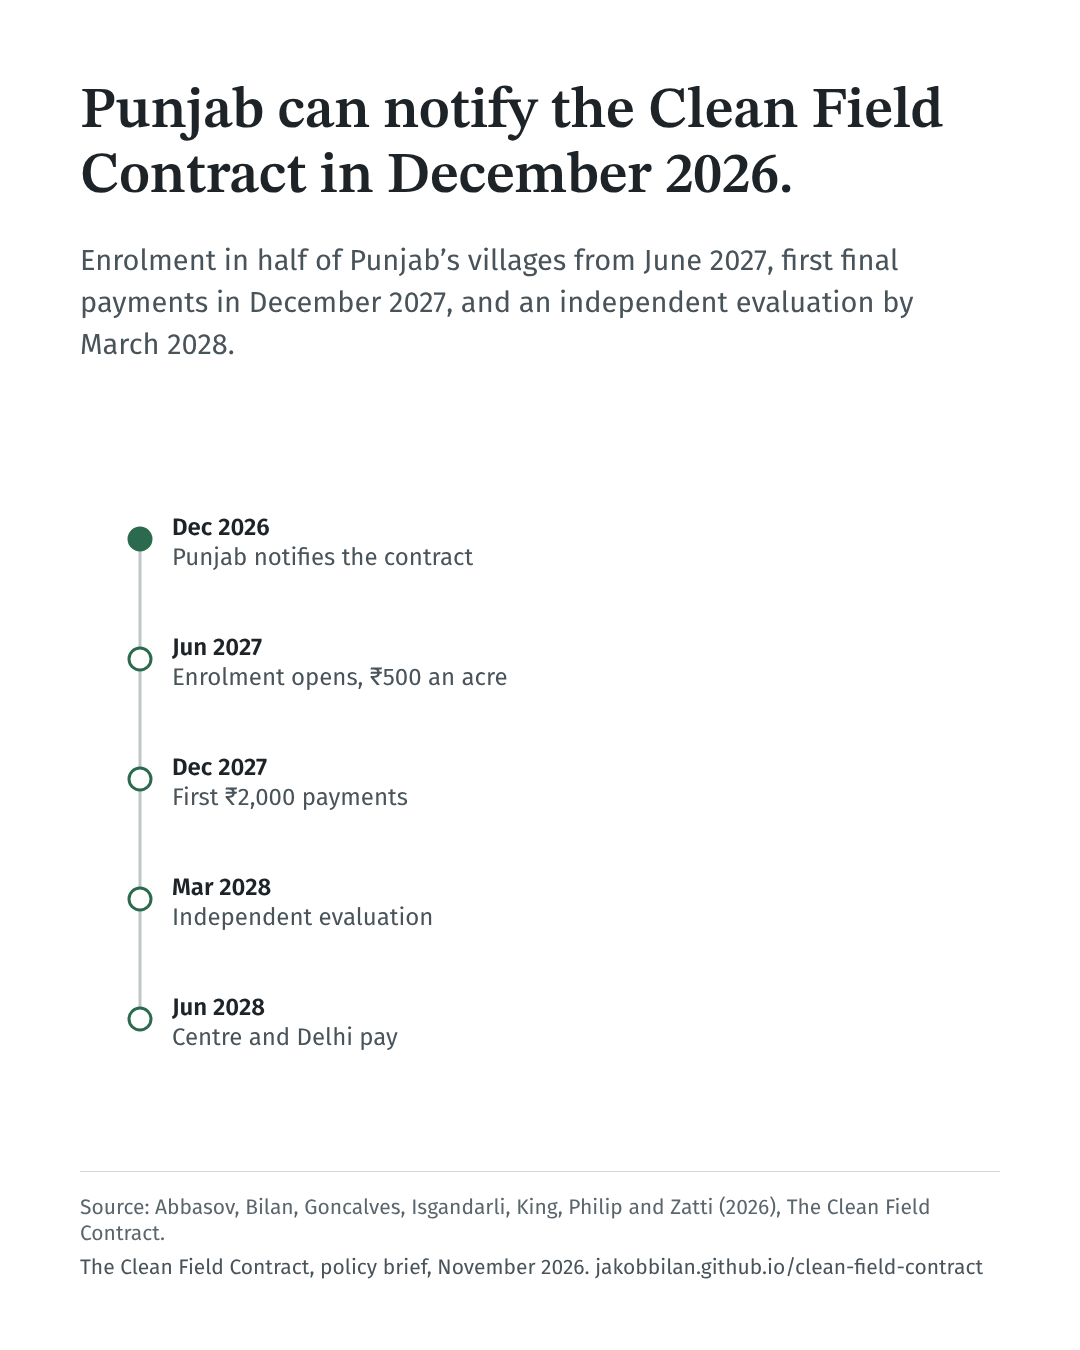 Punjab can notify the Clean Field
Contract in December 2026.
Enrolment in half of Punjab’s villages from June 2027, first final
payments in December 2027, and an independent evaluation by
March 2028.
Dec 2026
Punjab notifies the contract
Jun 2027
Enrolment opens, ₹500 an acre
Dec 2027
First ₹2,000 payments
Mar 2028
Independent evaluation
Jun 2028
Centre and Delhi pay
Source: Abbasov, Bilan, Goncalves, Isgandarli, King, Philip and Zatti (2026), The Clean Field
Contract.
The Clean Field Contract, policy brief, November 2026. jakobbilan.github.io/clean-field-contract